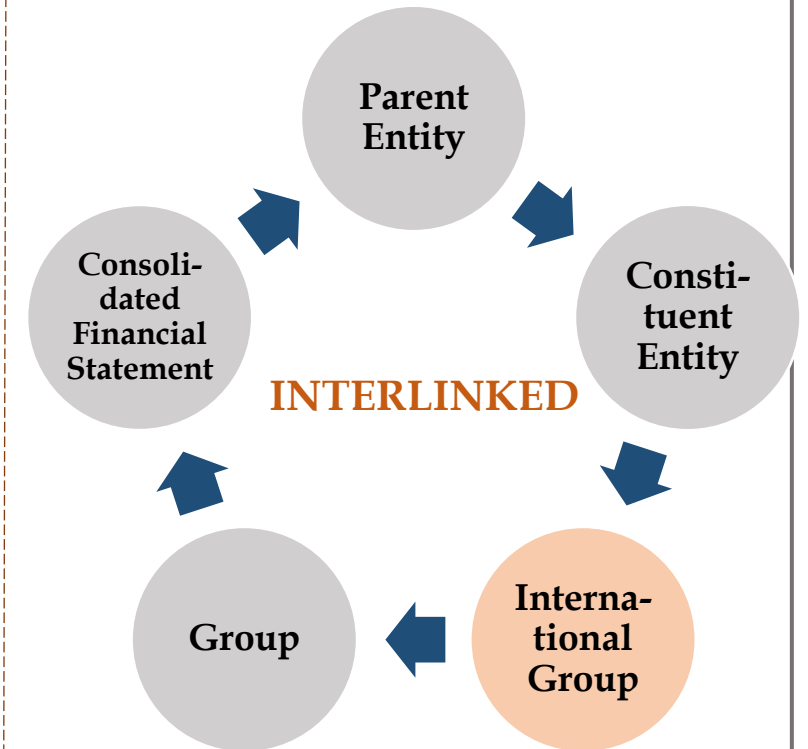 Parent
Entity
Consti-
tuent
Entity
Interna-
tional
Group
Group
Consoli-
dated
Financial
Statement
INTERLINKED